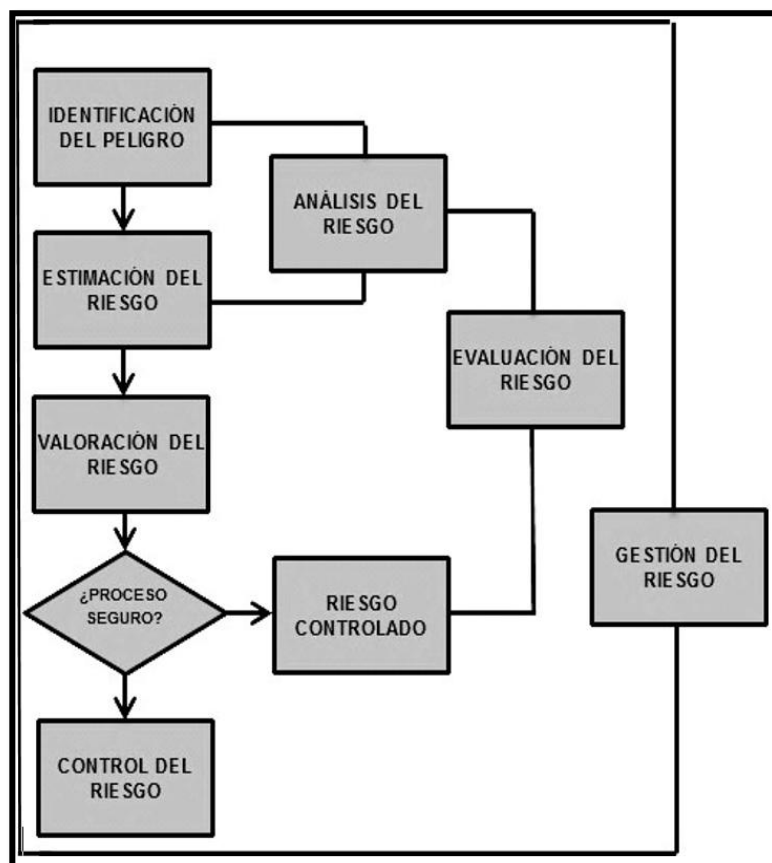 IDENTIFICACIÓN
DEL PELIGRO
ANÁLISIS DEL
RIESGO
ESTIMACIÓN DEL
RIESGO
EVALUACIÓN DEL
RIESGO
VALORACIÓN DEL
RIESGO
GESTIÓN DEL
RIESGO
¿PROCESO
SEGURO?
RIESGO
CONTROLADO
CONTROL DEL
RIESGO